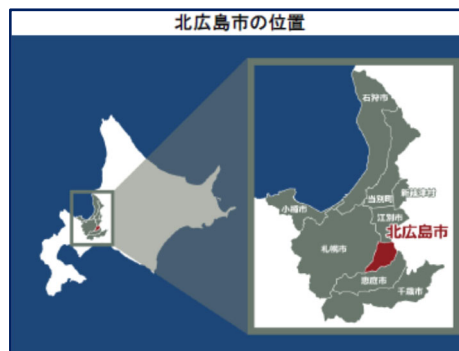 北広島市の位置
石狩市
当別町
新篠津村
小樽市
江別市
北広島市
札幌市
恵庭市
千歳市